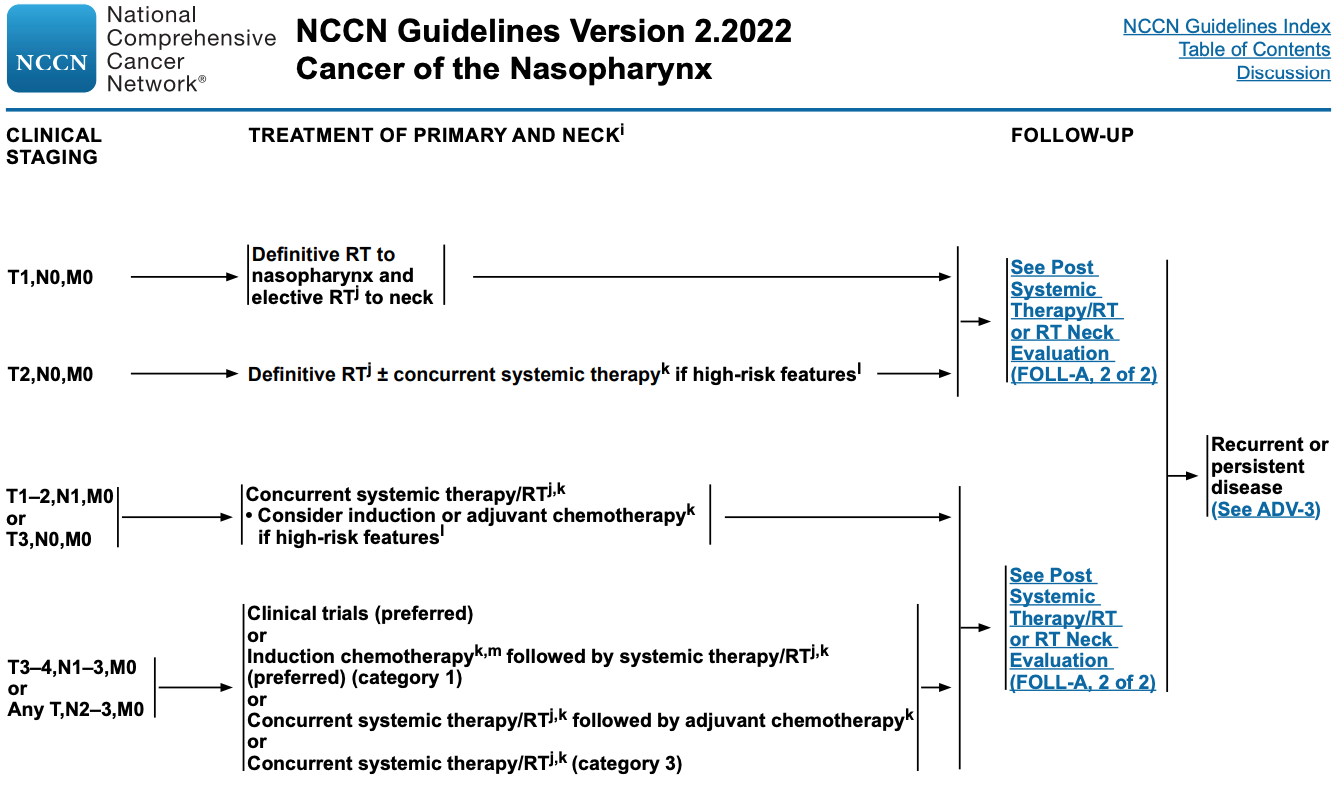 NCCN
National
Comprehensive
Cancer
Network®
NCCN Guidelines Version 2.2022
Cancer of the Nasopharynx
NCCN Guidelines Index
Table of Contents
Discussion
CLINICAL
STAGING
TREATMENT OF PRIMARY AND NECKi
FOLLOW-UP
T1,N0,M0
Definitive RT to
nasopharynx and
elective RTj to neck
T2,N0,M0
Definitive RTj ± concurrent systemic therapyk if high-risk featuresl
See Post
Systemic
Therapy/RT
or RT Neck
Evaluation
(FOLL-A, 2 of 2)
T1–2,N1,M0
or
T3,N0,M0
Concurrent systemic therapy/RTj,k
• Consider induction or adjuvant chemotherapyk
if high-risk featuresl
T3–4,N1–3,M0
or
Any T,N2–3,M0
Clinical trials (preferred)
or
Induction chemotherapyk,m followed by systemic therapy/RTj,k
(preferred) (category 1)
or
Concurrent systemic therapy/RTj,k followed by adjuvant chemotherapyk
or
Concurrent systemic therapy/RTj,k (category 3)
See Post
Systemic
Therapy/RT
or RT Neck
Evaluation
(FOLL-A, 2 of 2)
Recurrent or
persistent
disease
(See ADV-3)